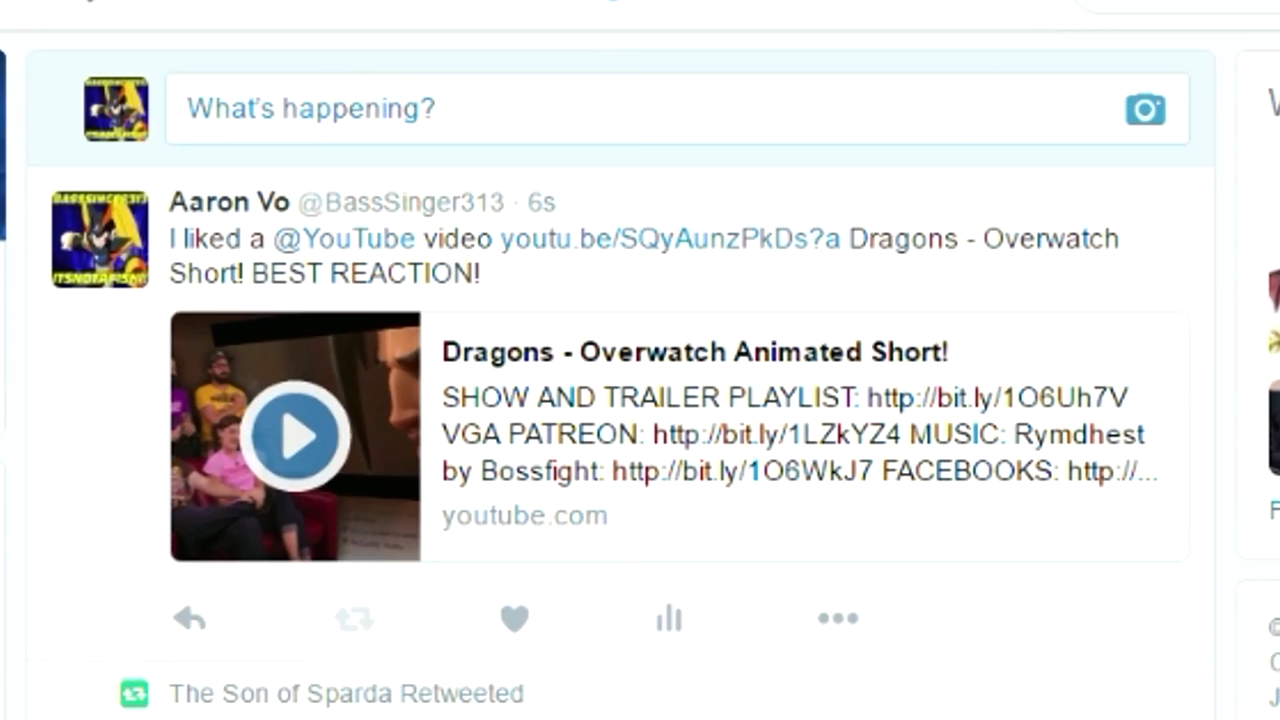 What's happening?
BASSSINGER313
Aaron Vo @BassSinger313 · 6s
I liked a @YouTube video youtu.be/SQyAunzPkDs?a Dragons - Overwatch
Short! BEST REACTION!
Dragons - Overwatch Animated Short!
SHOW AND TRAILER PLAYLIST: http://bit.ly/1O6Uh7V
VGA PATREON: http://bit.ly/1LZkYZ4 MUSIC: Rymdhest
by Bossfight: http://bit.ly/1O6WkJ7 FACEBOOKS: http://...
youtube.com
The Son of Sparda Retweeted